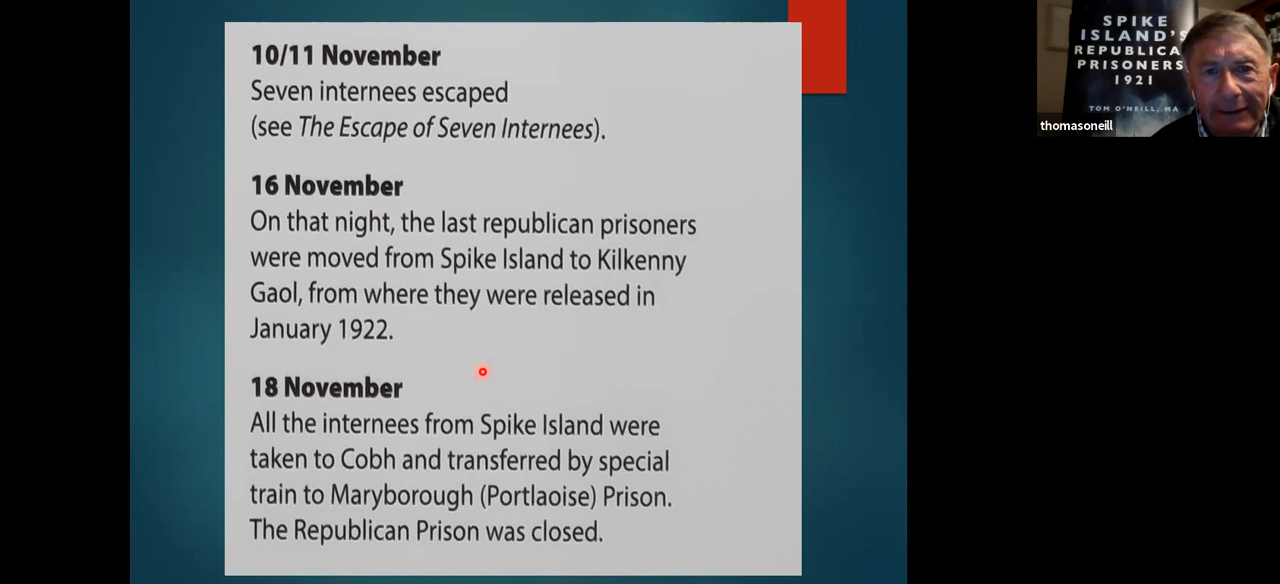 10/11 November
Seven internees escaped
(see The Escape of Seven Internees).
16 November
On that night, the last republican prisoners
were moved from Spike Island to Kilkenny
Gaol, from where they were released in
January 1922.
18 November
All the internees from Spike Island were
taken to Cobh and transferred by special
train to Maryborough (Portlaoise) Prison.
The Republican Prison was closed.
SPIKE
ISLAND'S
REPUBLICA
PRISONERS
1921
TOM O'NEILL, MA
thomasoneill